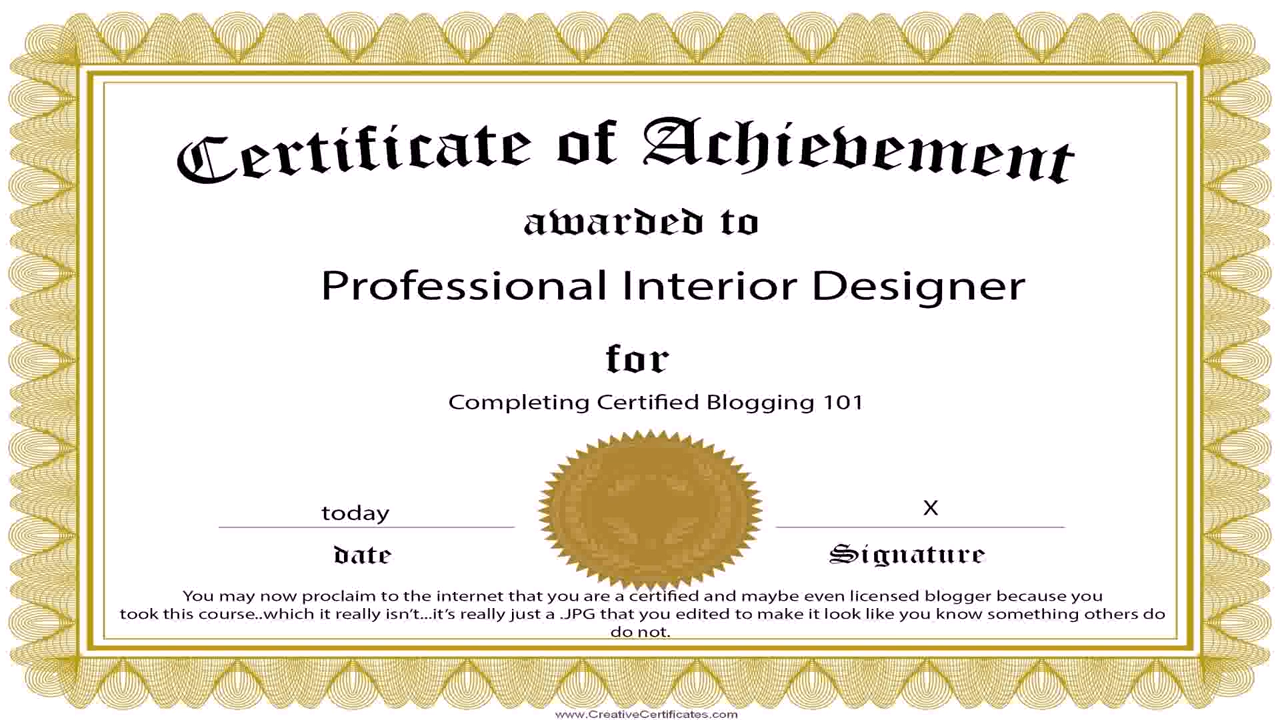 Certificate of Achievement
awarded to
Professional Interior Designer
for
Completing Certified Blogging 101
today
X
date
Signature
You may now proclaim to the internet that you are a certified and maybe even licensed blogger because you
took this course..which it really isn't...it's really just a .JPG that you edited to make it look like you know something others do
do not.
www.CreativeCertificates.com